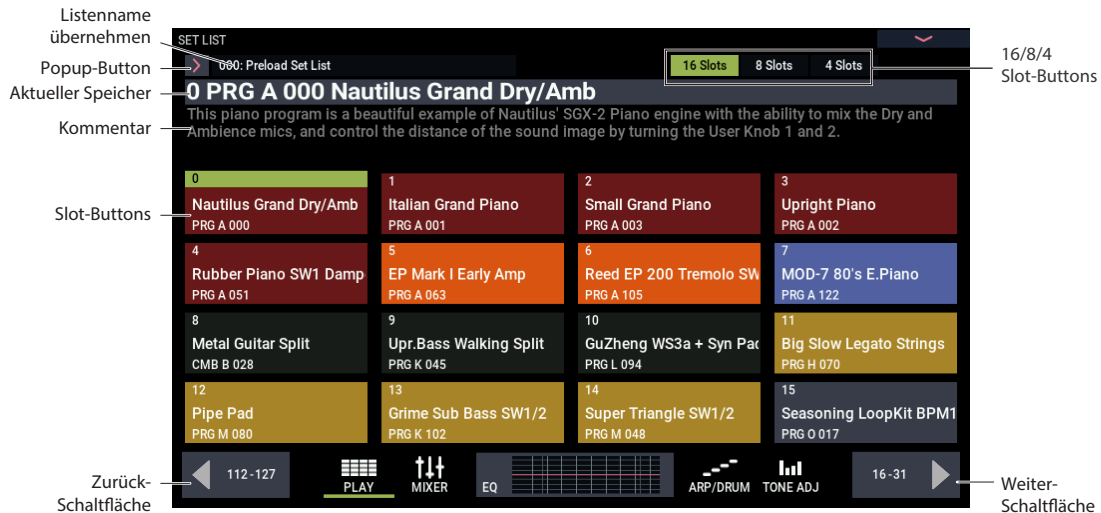 Listenname
übernehmen
Popup-Button
Aktueller Speicher
Kommentar
Slot-Buttons
Zurück-
Schaltfläche
SET LIST
000: Preload Set List
16 Slots
8 Slots
4 Slots
16/8/4
Slot-Buttons
0 PRG A 000 Nautilus Grand Dry/Amb
This piano program is a beautiful example of Nautilus' SGX-2 Piano engine with the ability to mix the Dry and
Ambience mics, and control the distance of the sound image by turning the User Knob 1 and 2.
0
Nautilus Grand Dry/Amb
PRG A 000
1
Italian Grand Piano
PRG A 001
2
Small Grand Piano
PRG A 003
3
Upright Piano
PRG A 002
4
Rubber Piano SW1 Damp
PRG A 051
5
EP Mark I Early Amp
PRG A 063
6
Reed EP 200 Tremolo SW
PRG A 105
7
MOD-7 80's E.Piano
PRG A 122
8
Metal Guitar Split
CMB B 028
9
Upr.Bass Walking Split
PRG K 045
10
GuZheng WS3a + Syn Pad
PRG L 094
11
Big Slow Legato Strings
PRG H 070
12
Pipe Pad
PRG M 080
13
Grime Sub Bass SW1/2
PRG K 102
14
Super Triangle SW1/2
PRG M 048
15
Seasoning LoopKit BPM1
PRG O 017
112-127
PLAY
MIXER
EQ
ARP/DRUM
TONE ADJ
16-31
Weiter-
Schaltfläche